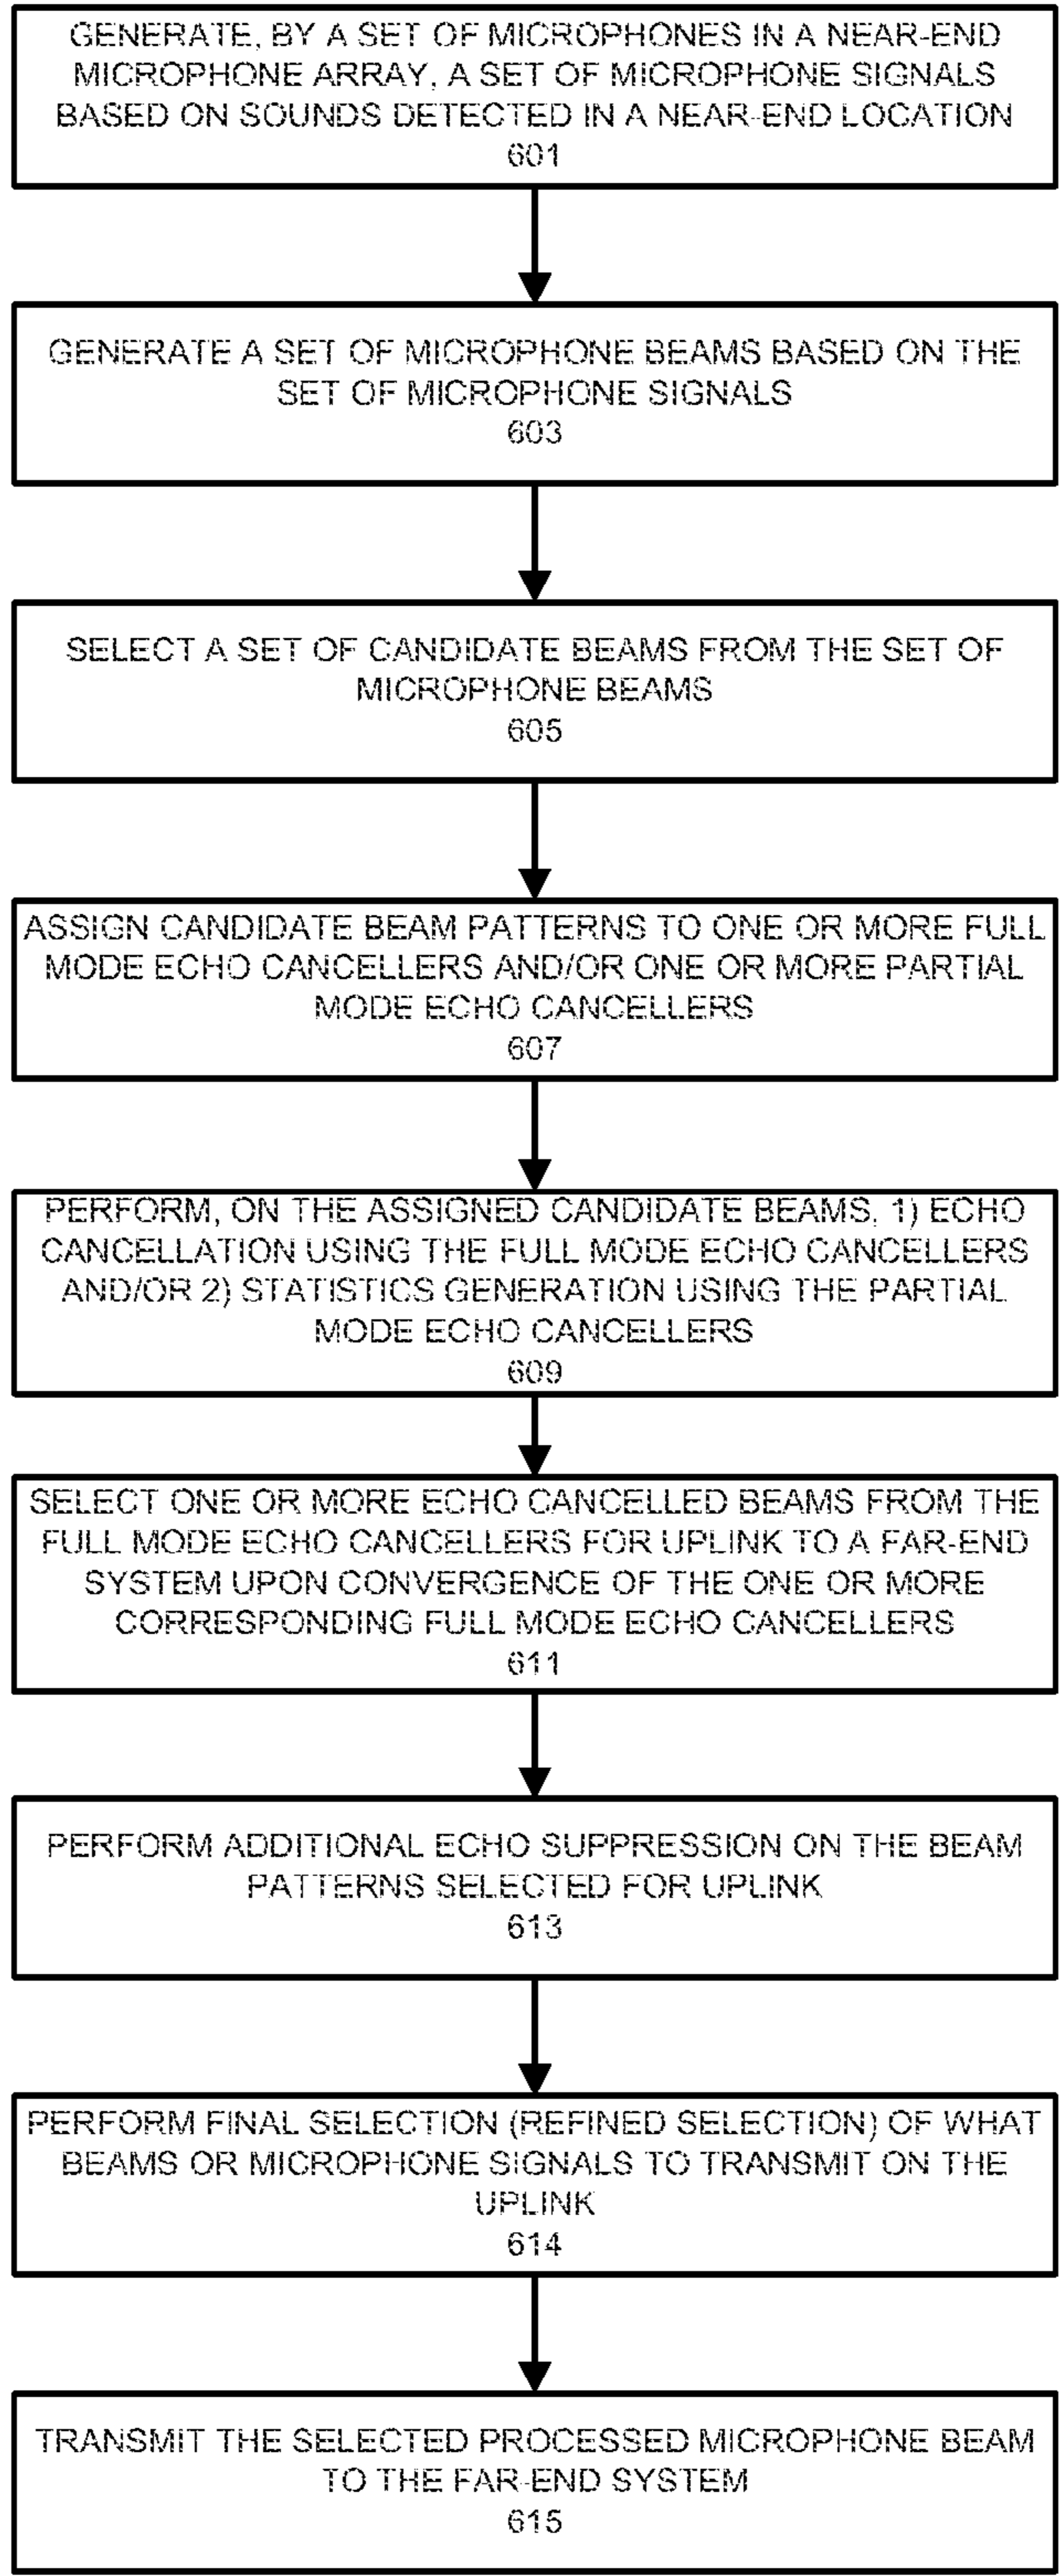 GENERATE, BY A SET OF MICROPHONES IN A NEAR-END
MICROPHONE ARRAY, A SET OF MICROPHONE SIGNALS
BASED ON SOUNDS DETECTED IN A NEAR-END LOCATION
601
GENERATE A SET OF MICROPHONE BEAMS BASED ON THE
SET OF MICROPHONE SIGNALS
603
SELECT A SET OF CANDIDATE BEAMS FROM THE SET OF
MICROPHONE BEAMS
605
ASSIGN CANDIDATE BEAM PATTERNS TO ONE OR MORE FULL
MODE ECHO CANCELLERS AND/OR ONE OR MORE PARTIAL
MODE ECHO CANCELLERS
607
PERFORM, ON THE ASSIGNED CANDIDATE BEAMS, 1) ECHO
CANCELLATION USING THE FULL MODE ECHO CANCELLERS
AND/OR 2) STATISTICS GENERATION USING THE PARTIAL
MODE ECHO CANCELLERS
609
SELECT ONE OR MORE ECHO CANCELLED BEAMS FROM THE
FULL MODE ECHO CANCELLERS FOR UPLINK TO A FAR-END
SYSTEM UPON CONVERGENCE OF THE ONE OR MORE
CORRESPONDING FULL MODE ECHO CANCELLERS
611
PERFORM ADDITIONAL ECHO SUPPRESSION ON THE BEAM
PATTERNS SELECTED FOR UPLINK
613
PERFORM FINAL SELECTION (REFINED SELECTION) OF WHAT
BEAMS OR MICROPHONE SIGNALS TO TRANSMIT ON THE
UPLINK
614
TRANSMIT THE SELECTED PROCESSED MICROPHONE BEAM
TO THE FAR-END SYSTEM
615